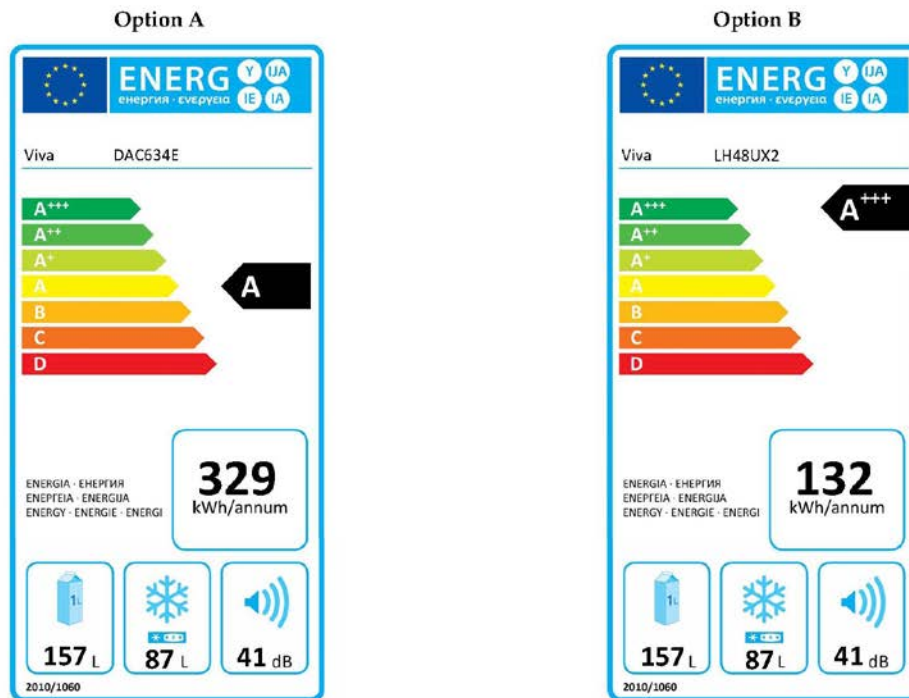 Option A
ENERG Y IJA
енергия · ενεργεια IE IA
Viva DAC634E
A+++
A++
A+
A
B
C
D
A
329
kWh/annum
ENERGIA · ЕНЕРГИЯ
ΕΝΕΡΓΕΙΑ · ENERGIJA
ENERGY · ENERGIE · ENERGI
1L
157 L
87 L
41 dB
2010/1060
Option B
ENERG Y IJA
енергия · ενεργεια IE IA
Viva LH48UX2
A+++
A++
A+
A
B
C
D
A+++
132
kWh/annum
ENERGIA · ЕНЕРГИЯ
ΕΝΕΡΓΕΙΑ · ENERGIJA
ENERGY · ENERGIE · ENERGI
1L
157 L
87 L
41 dB
2010/1060